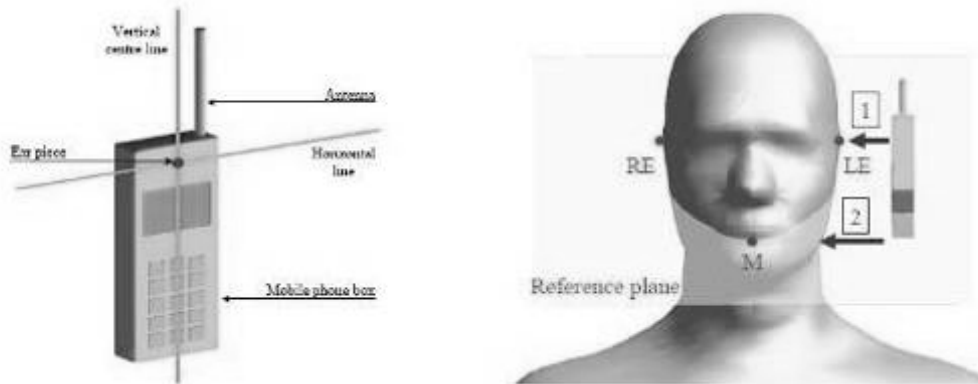 Vertical
centre line
Antenna
Ear piece
Horizontal
line
Mobile phone box
1
RE
LE
2
M
Reference plane